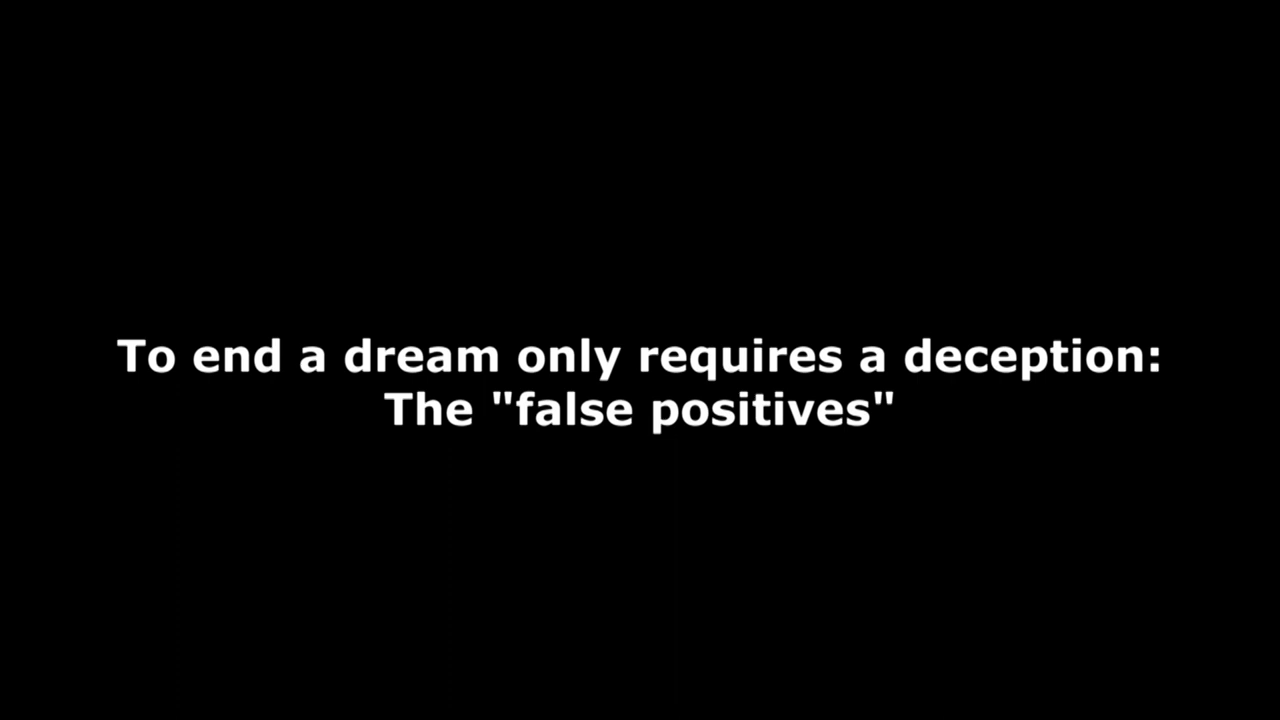 To end a dream only requires a deception:
The "false positives"